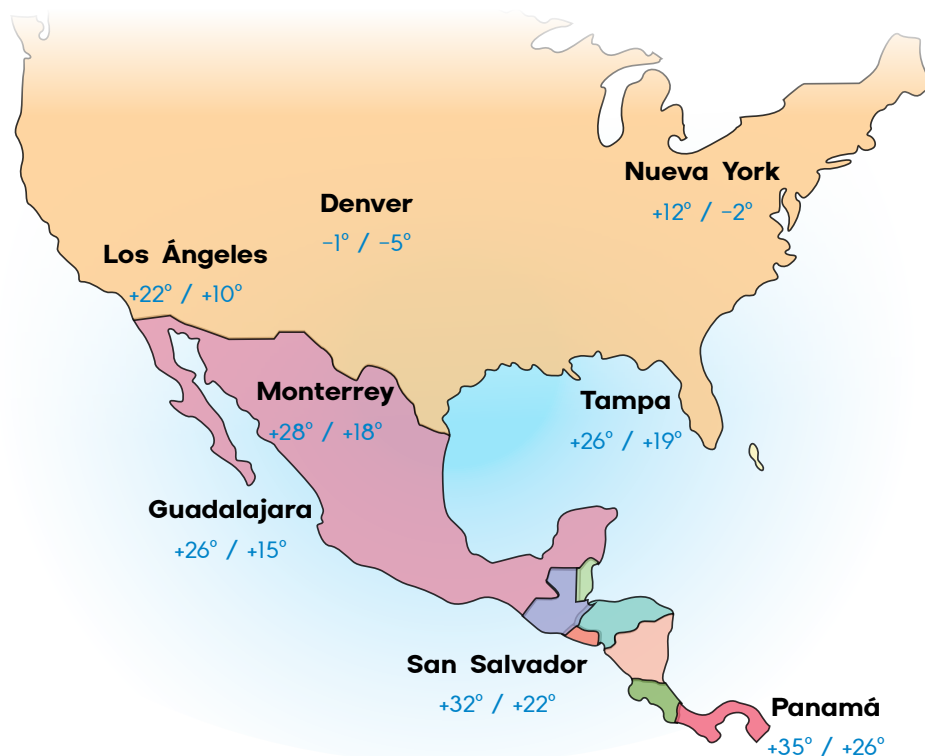 Nueva York
+12° / −2°
Denver
−1° / −5°
Los Ángeles
+22° / +10°
Monterrey
+28° / +18°
Tampa
+26° / +19°
Guadalajara
+26° / +15°
San Salvador
+32° / +22°
Panamá
+35° / +26°